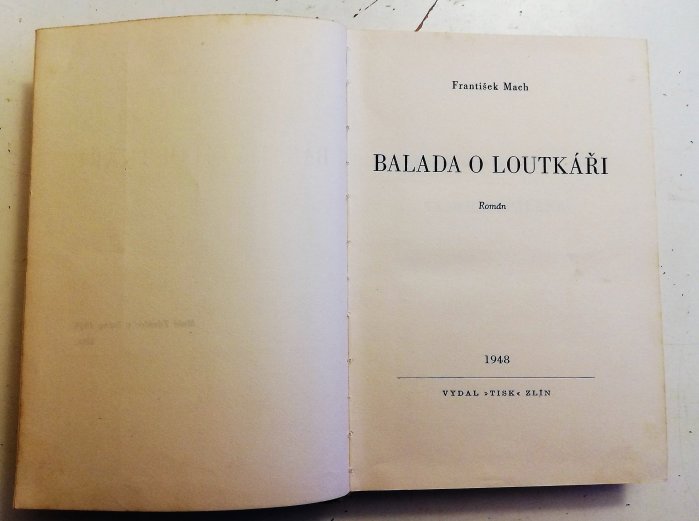 František Mach
BALADA O LOUTKÁŘI
Román
1948
VYDAL »TISK« ZLÍN